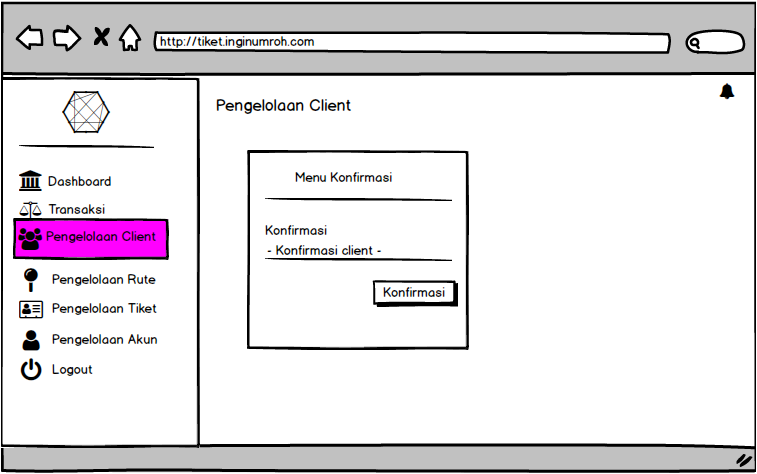 http://tiket.inginumroh.com
Pengelolaan Client
Dashboard
Transaksi
Pengelolaan Client
Pengelolaan Rute
Pengelolaan Tiket
Pengelolaan Akun
Logout
Menu Konfirmasi
Konfirmasi
- Konfirmasi client -
Konfirmasi